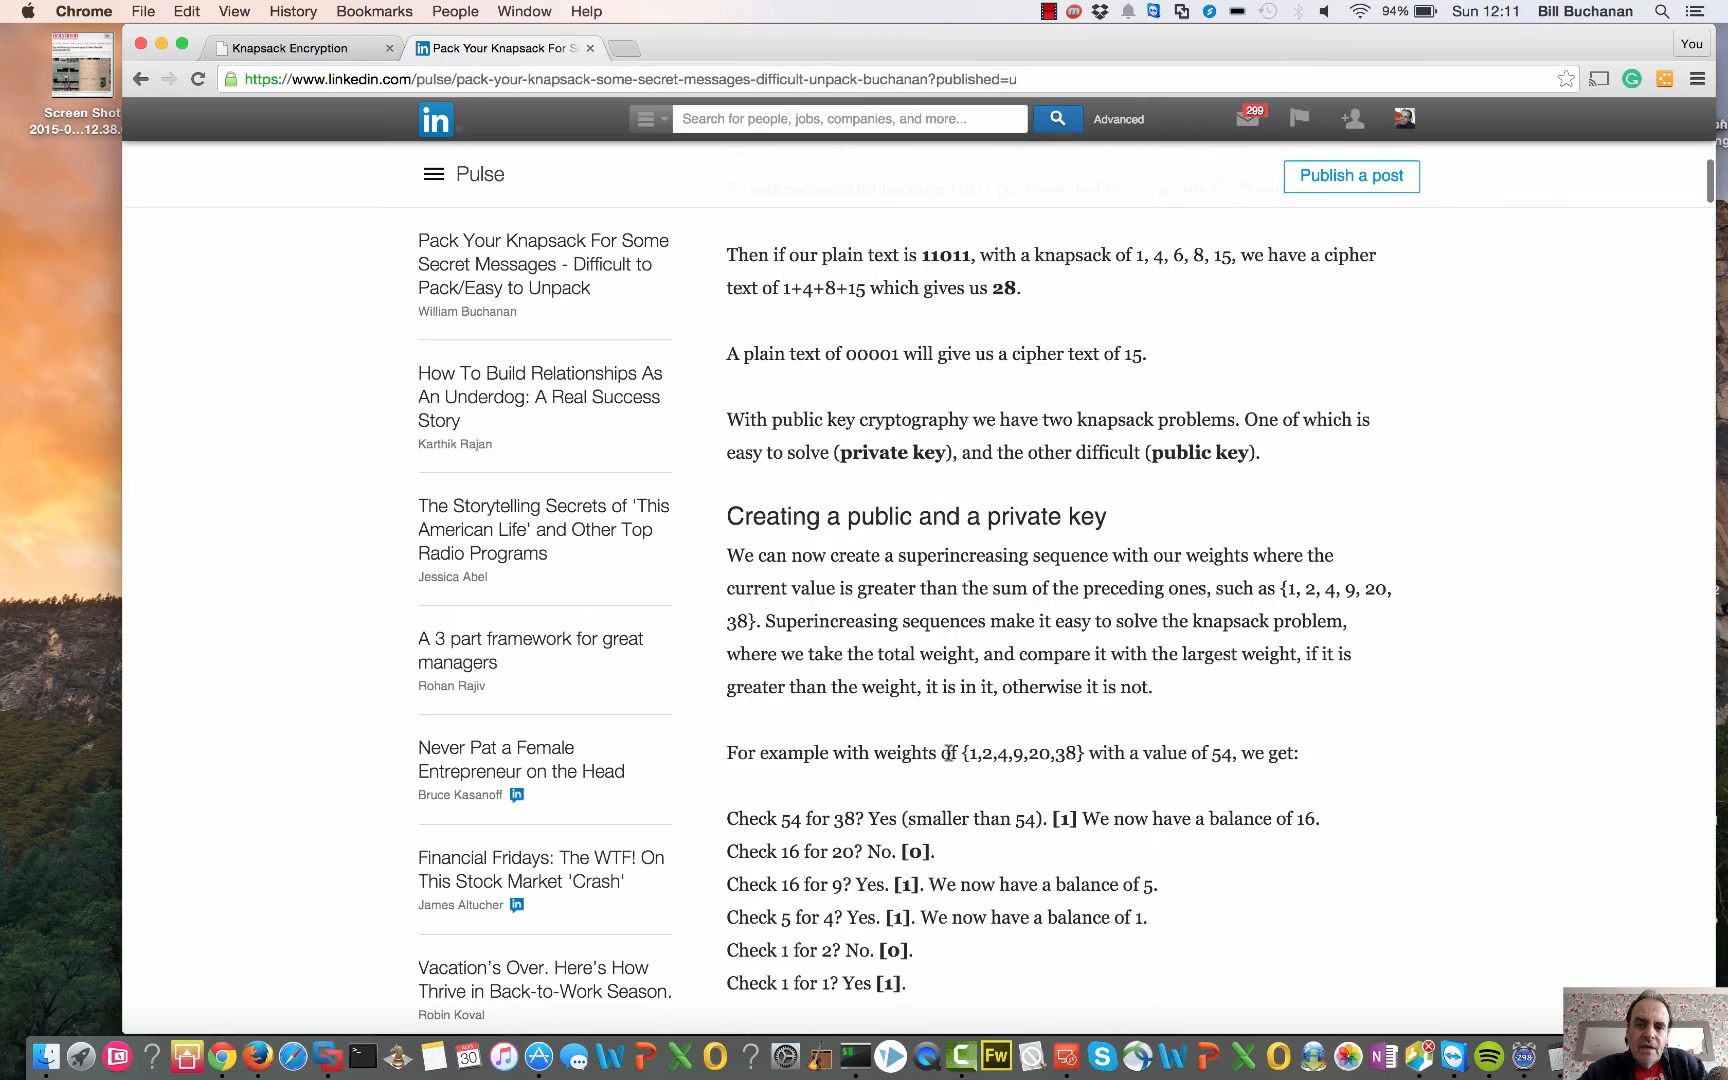 Chrome File Edit View History Bookmarks People Window Help
94% Sun 12:11 Bill Buchanan
Knapsack Encryption
Pack Your Knapsack For S
You
https://www.linkedin.com/pulse/pack-your-knapsack-some-secret-messages-difficult-unpack-buchanan?published=u
Screen Shot
2015-0...12.38.
in
Search for people, jobs, companies, and more...
Advanced
299
Pulse
Publish a post
Pack Your Knapsack For Some
Secret Messages - Difficult to
Pack/Easy to Unpack
William Buchanan
How To Build Relationships As
An Underdog: A Real Success
Story
Karthik Rajan
The Storytelling Secrets of 'This
American Life' and Other Top
Radio Programs
Jessica Abel
A 3 part framework for great
managers
Rohan Rajiv
Never Pat a Female
Entrepreneur on the Head
Bruce Kasanoff in
Financial Fridays: The WTF! On
This Stock Market 'Crash'
James Altucher in
Vacation's Over. Here's How
Thrive in Back-to-Work Season.
Robin Koval
Then if our plain text is 11011, with a knapsack of 1, 4, 6, 8, 15, we have a cipher
text of 1+4+8+15 which gives us 28.
A plain text of 00001 will give us a cipher text of 15.
With public key cryptography we have two knapsack problems. One of which is
easy to solve (private key), and the other difficult (public key).
Creating a public and a private key
We can now create a superincreasing sequence with our weights where the
current value is greater than the sum of the preceding ones, such as {1, 2, 4, 9, 20,
38}. Superincreasing sequences make it easy to solve the knapsack problem,
where we take the total weight, and compare it with the largest weight, if it is
greater than the weight, it is in it, otherwise it is not.
For example with weights of {1,2,4,9,20,38} with a value of 54, we get:
Check 54 for 38? Yes (smaller than 54). [1] We now have a balance of 16.
Check 16 for 20? No. [0].
Check 16 for 9? Yes. [1]. We now have a balance of 5.
Check 5 for 4? Yes. [1]. We now have a balance of 1.
Check 1 for 2? No. [0].
Check 1 for 1? Yes [1].
AUG
30
Fw
298